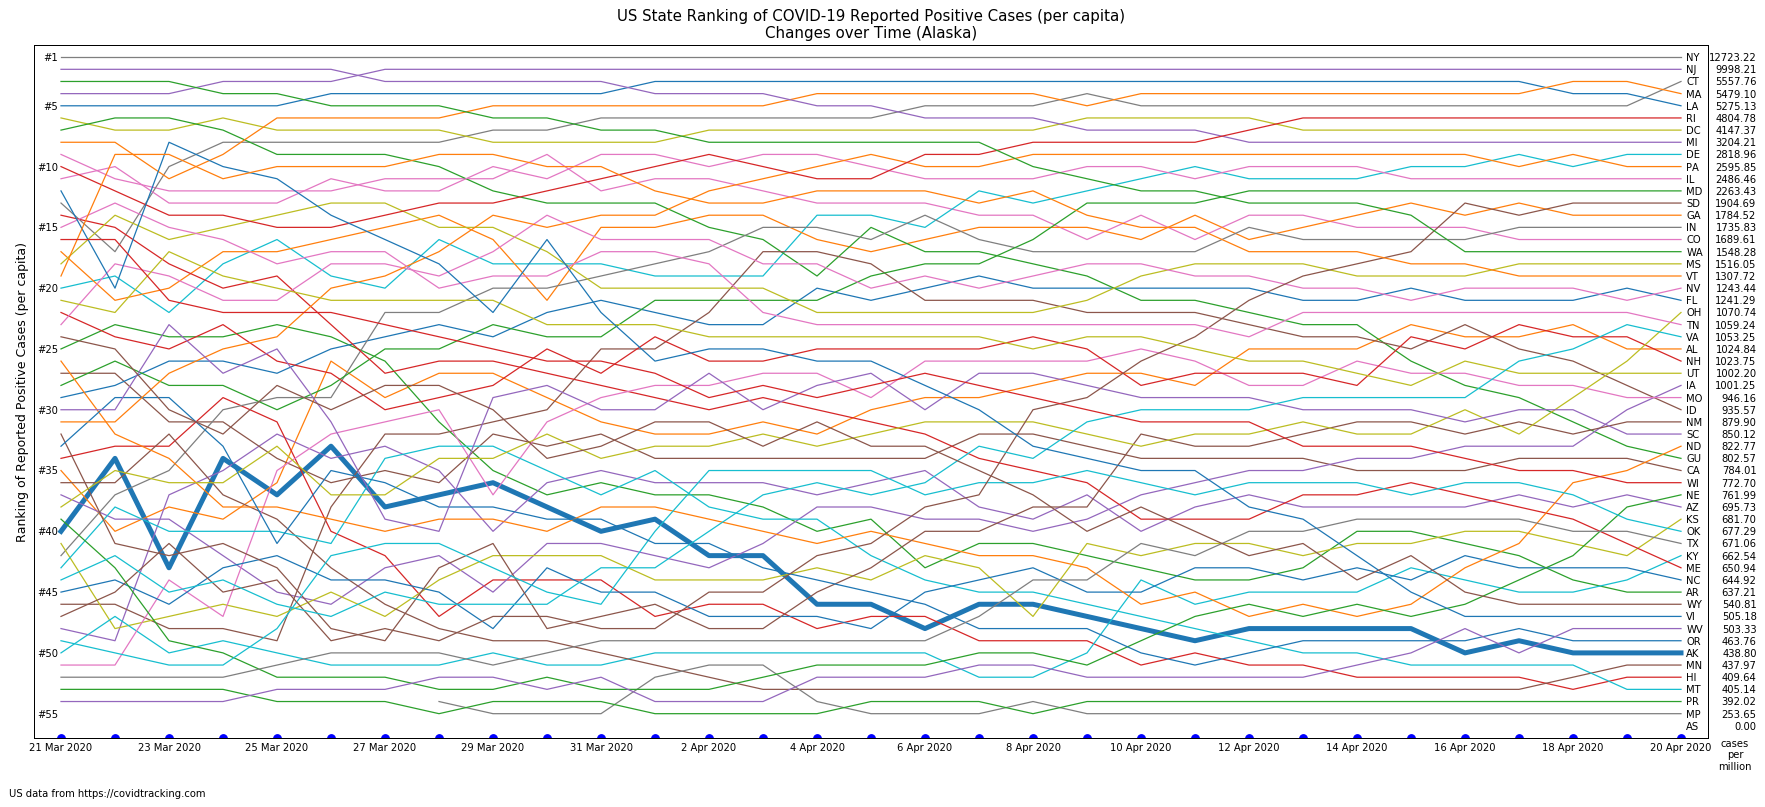 US State Ranking of COVID-19 Reported Positive Cases (per capita)
Changes over Time (Alaska)
Ranking of Reported Positive Cases (per capita)
#1
#5
#10
#15
#20
#25
#30
#35
#40
#45
#50
#55
NY 12723.22
NJ 9998.21
CT 5557.76
MA 5479.10
LA 5275.13
RI 4804.78
DC 4147.37
MI 3204.21
DE 2818.96
PA 2595.85
IL 2486.46
MD 2263.43
SD 1904.69
GA 1784.52
IN 1735.83
CO 1689.61
WA 1548.28
MS 1516.05
VT 1307.72
NV 1243.44
FL 1241.29
OH 1070.74
TN 1059.24
VA 1053.25
AL 1024.84
NH 1023.75
UT 1002.20
IA 1001.25
MO 946.16
ID 935.57
NM 879.90
SC 850.12
ND 822.77
GU 802.57
CA 784.01
WI 772.70
NE 761.99
AZ 695.73
KS 681.70
OK 677.29
TX 671.06
KY 662.54
ME 650.94
NC 644.92
AR 637.21
WY 540.81
VI 505.18
WV 503.33
OR 463.76
AK 438.80
MN 437.97
HI 409.64
MT 405.14
PR 392.02
MP 253.65
AS 0.00
21 Mar 2020 23 Mar 2020 25 Mar 2020 27 Mar 2020 29 Mar 2020 31 Mar 2020 2 Apr 2020 4 Apr 2020 6 Apr 2020 8 Apr 2020 10 Apr 2020 12 Apr 2020 14 Apr 2020 16 Apr 2020 18 Apr 2020 20 Apr 2020
cases
per
million
US data from https://covidtracking.com